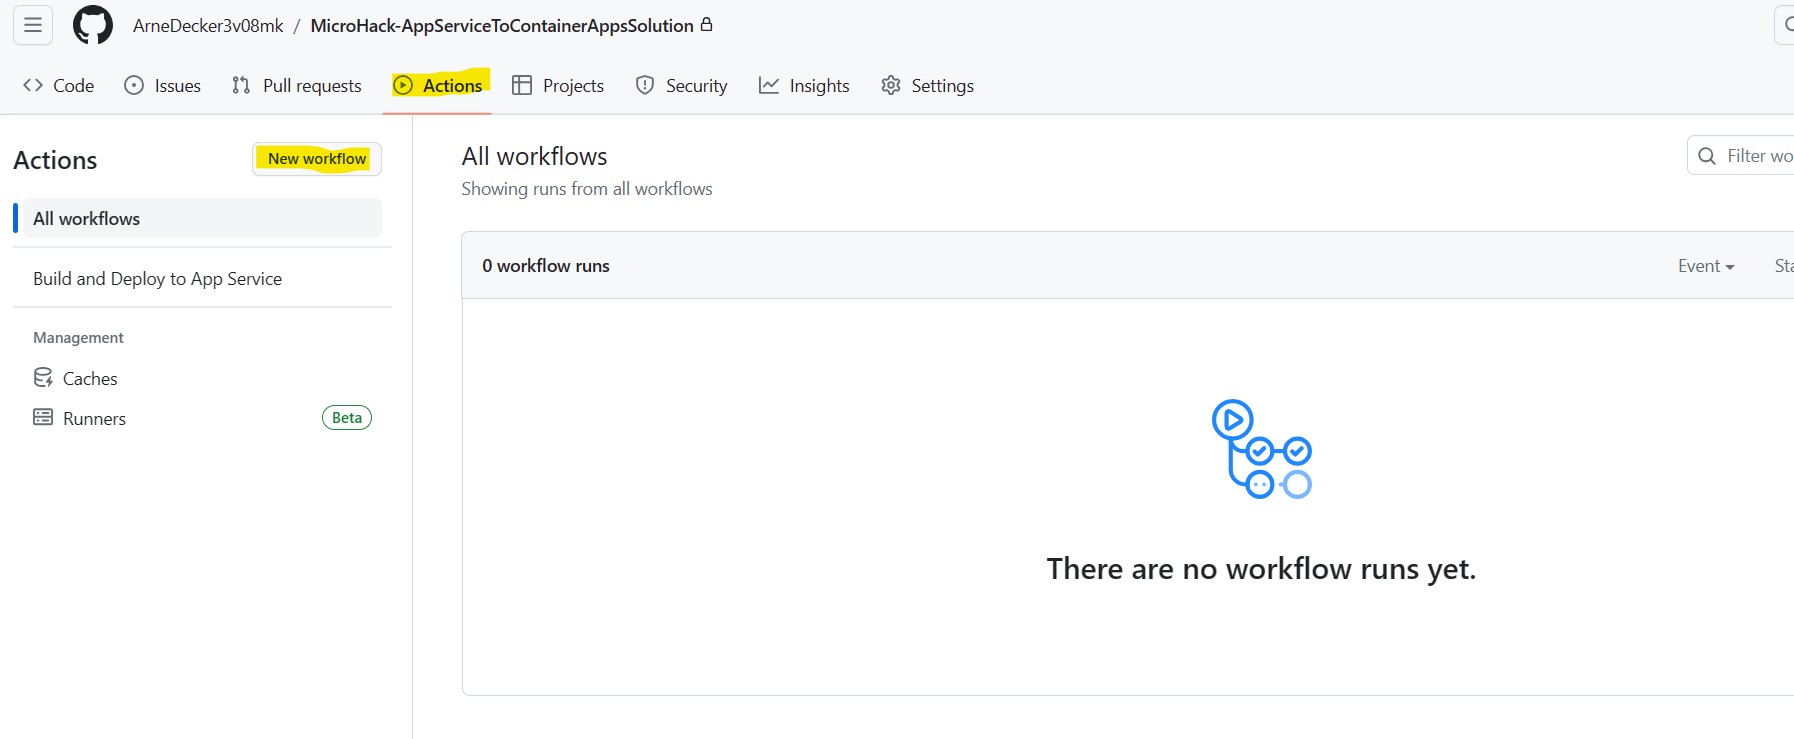 ArneDecker3v08mk / MicroHack-AppServiceToContainerAppsSolution
Code Issues Pull requests Actions Projects Security Insights Settings
Actions
New workflow
All workflows
Build and Deploy to App Service
Management
Caches
Runners Beta
All workflows
Showing runs from all workflows
Filter wo
0 workflow runs
Event Sta
There are no workflow runs yet.